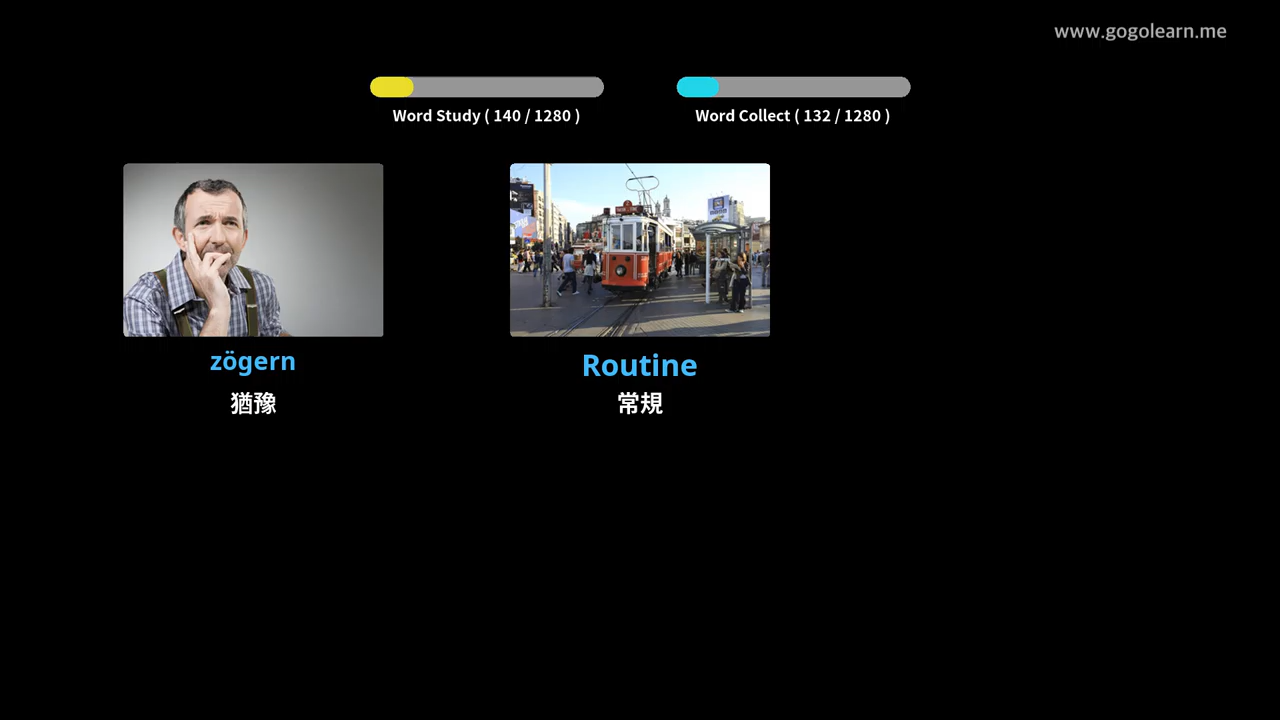 www.gogolearn.me
Word Study ( 140 / 1280 )
Word Collect ( 132 / 1280 )
zögern
Routine
猶豫
常規